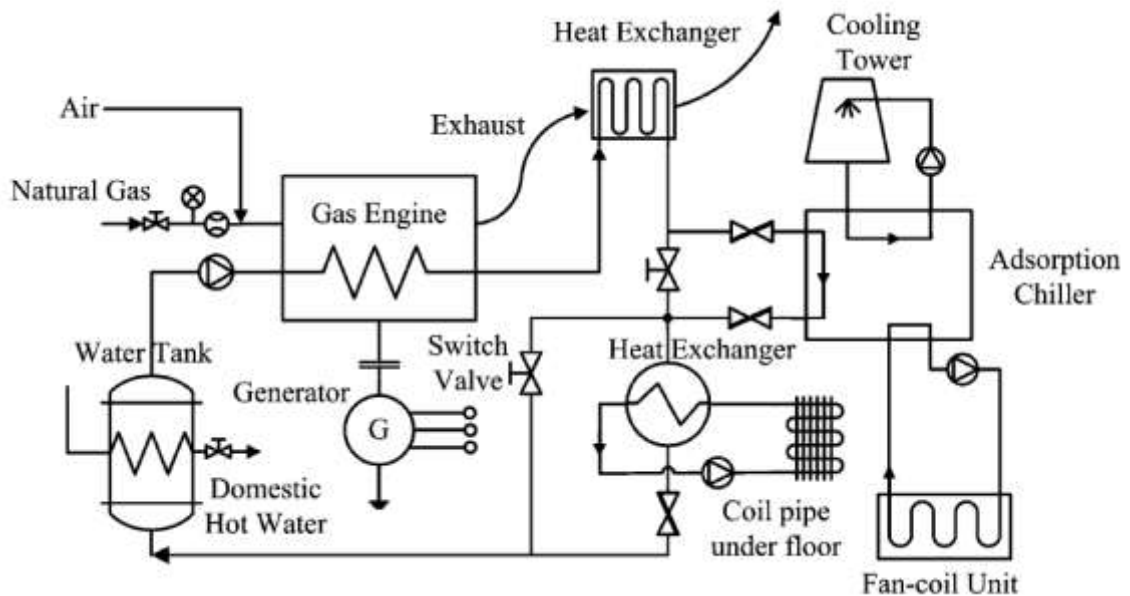 Heat Exchanger
Cooling
Tower
Air
Exhaust
Natural Gas
Gas Engine
Adsorption
Chiller
Water Tank
Switch
Valve
Heat Exchanger
Generator
G
Domestic
Hot Water
Coil pipe
under floor
Fan-coil Unit